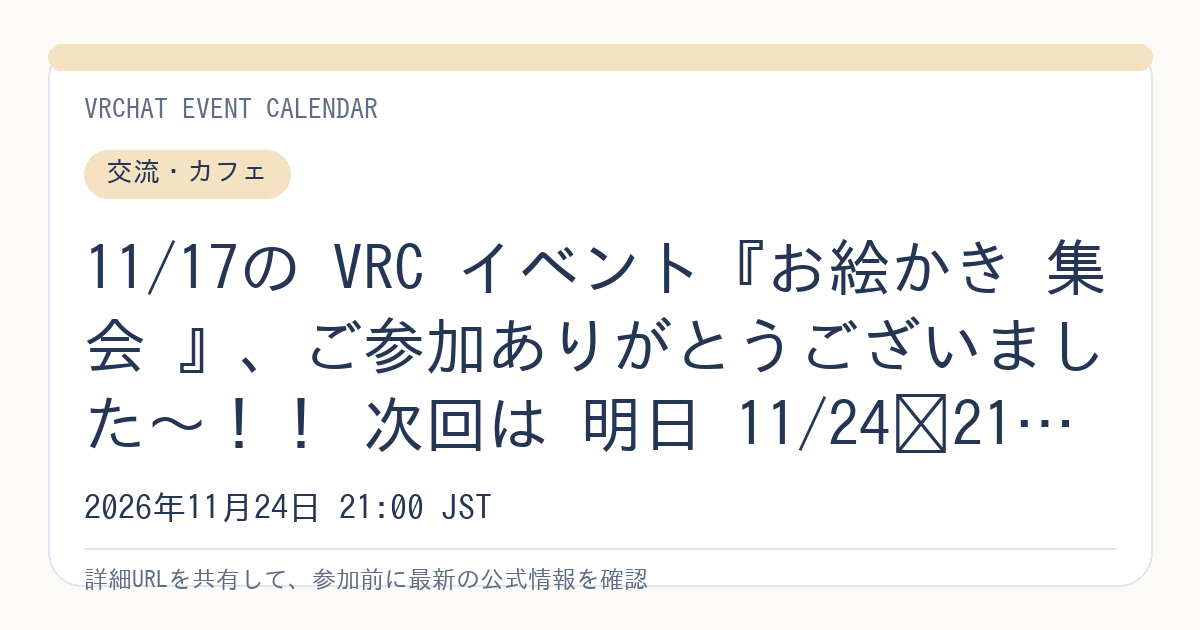 VRCHAT EVENT CALENDAR
交流・カフェ
11/17の VRC イベント『お絵かき 集
会 』、ご参加ありがとうございまし
た～！！ 次回は 明日 11/24☒21…
2026年11月24日 21:00 JST
詳細URLを共有して、参加前に最新の公式情報を確認